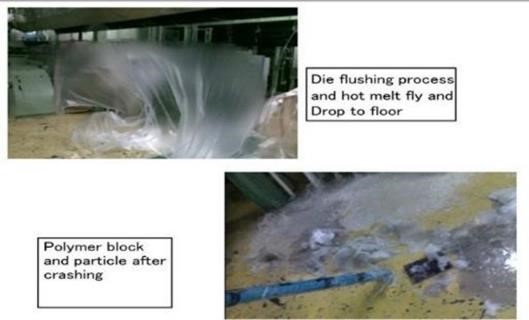 Die flushing process
and hot melt fly and
Drop to floor
Polymer block
and particle after
crashing